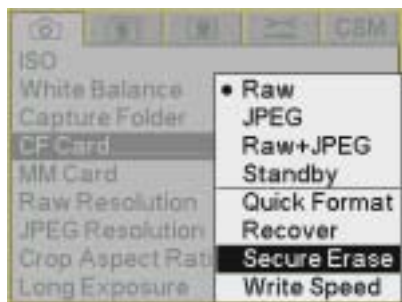 CSM
ISO
White Balance
Capture Folder
CF Card
MM Card
Raw Resolution
JPEG Resolution
Crop Aspect Rati
Long Exposure
Raw
JPEG
Raw+JPEG
Standby
Quick Format
Recover
Secure Erase
Write Speed